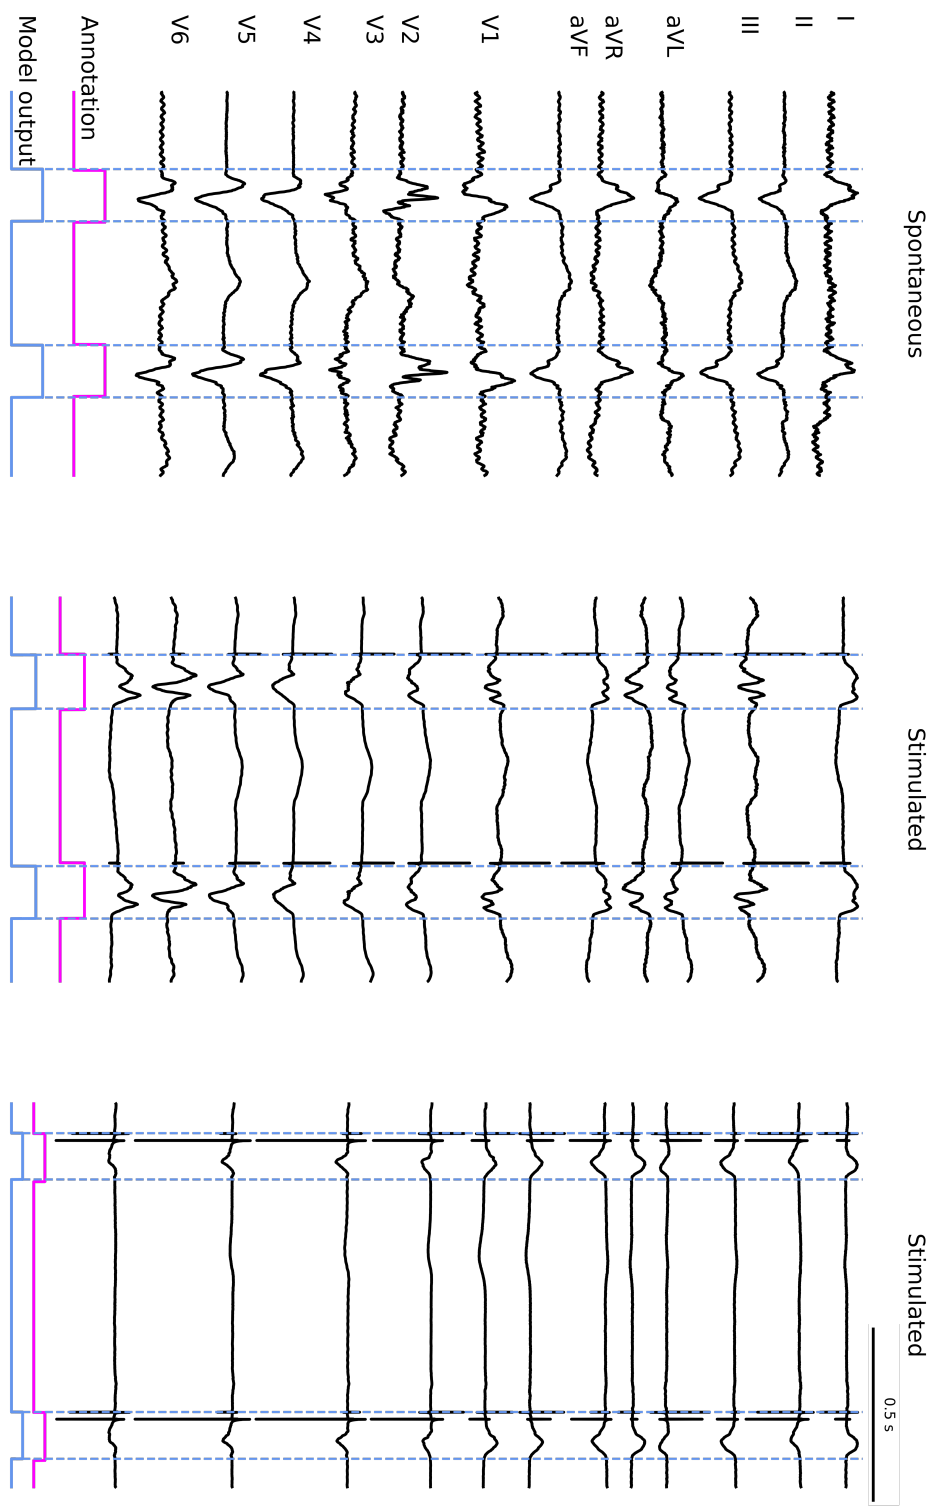 Spontaneous
Stimulated
Stimulated
0.5 s
I
II
III
aVL
aVR
aVF
V1
V2
V3
V4
V5
V6
Annotation
Model output